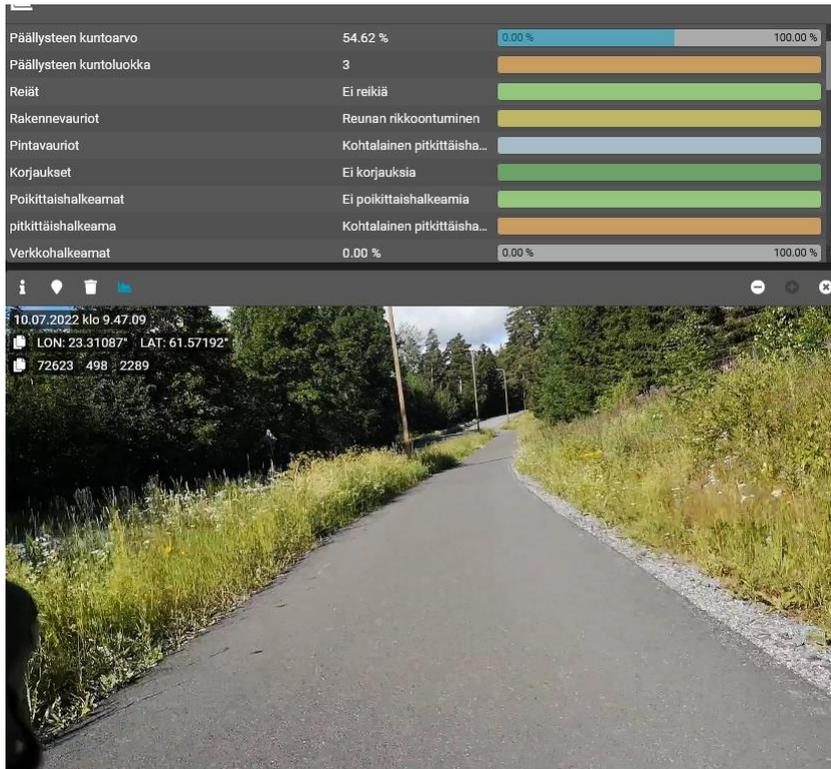 Päällysteen kuntoarvo 54.62 % 0.00 % 100.00 %
Päällysteen kuntoluokka 3
Reiät Ei reikiä
Rakennevauriot Reunan rikkoontuminen
Pintavauriot Kohtalainen pitkittäisha...
Korjaukset Ei korjauksia
Poikittaishalkeamat Ei poikittaishalkeamia
pitkittäishalkeama Kohtalainen pitkittäisha...
Verkkohalkeamat 0.00 % 0.00 % 100.00 %
10.07.2022 klo 9.47.09
LON: 23.31087° LAT: 61.57192°
72623 498 2289